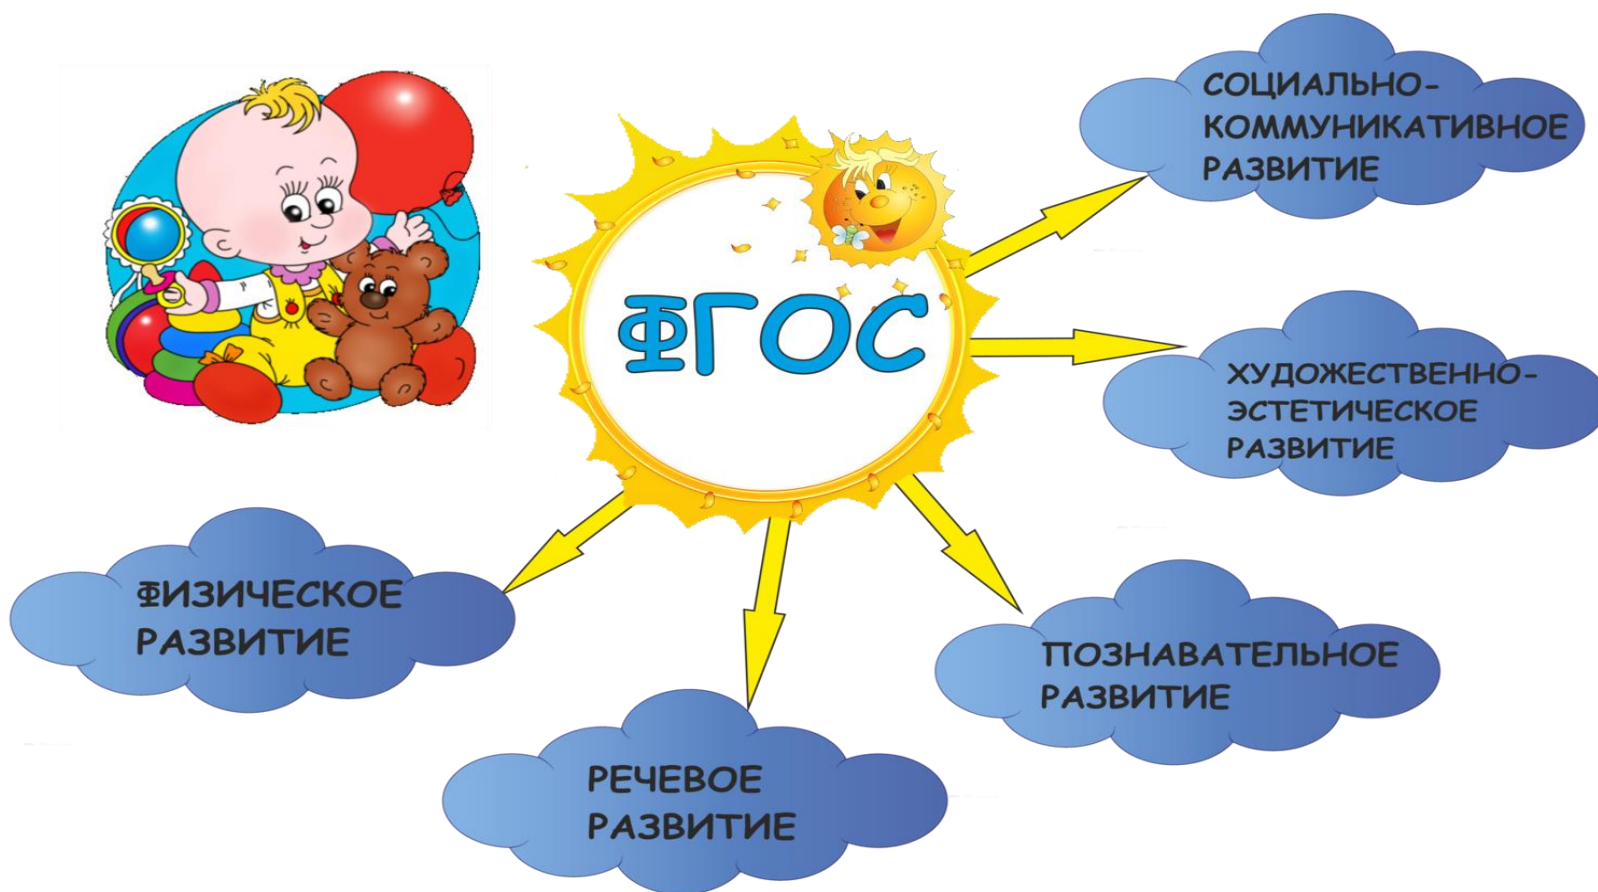 СОЦИАЛЬНО-
КОММУНИКАТИВНОЕ
РАЗВИТИЕ
ФГОС
ХУДОЖЕСТВЕННО-
ЭСТЕТИЧЕСКОЕ
РАЗВИТИЕ
ФИЗИЧЕСКОЕ
РАЗВИТИЕ
ПОЗНАВАТЕЛЬНОЕ
РАЗВИТИЕ
РЕЧЕВОЕ
РАЗВИТИЕ